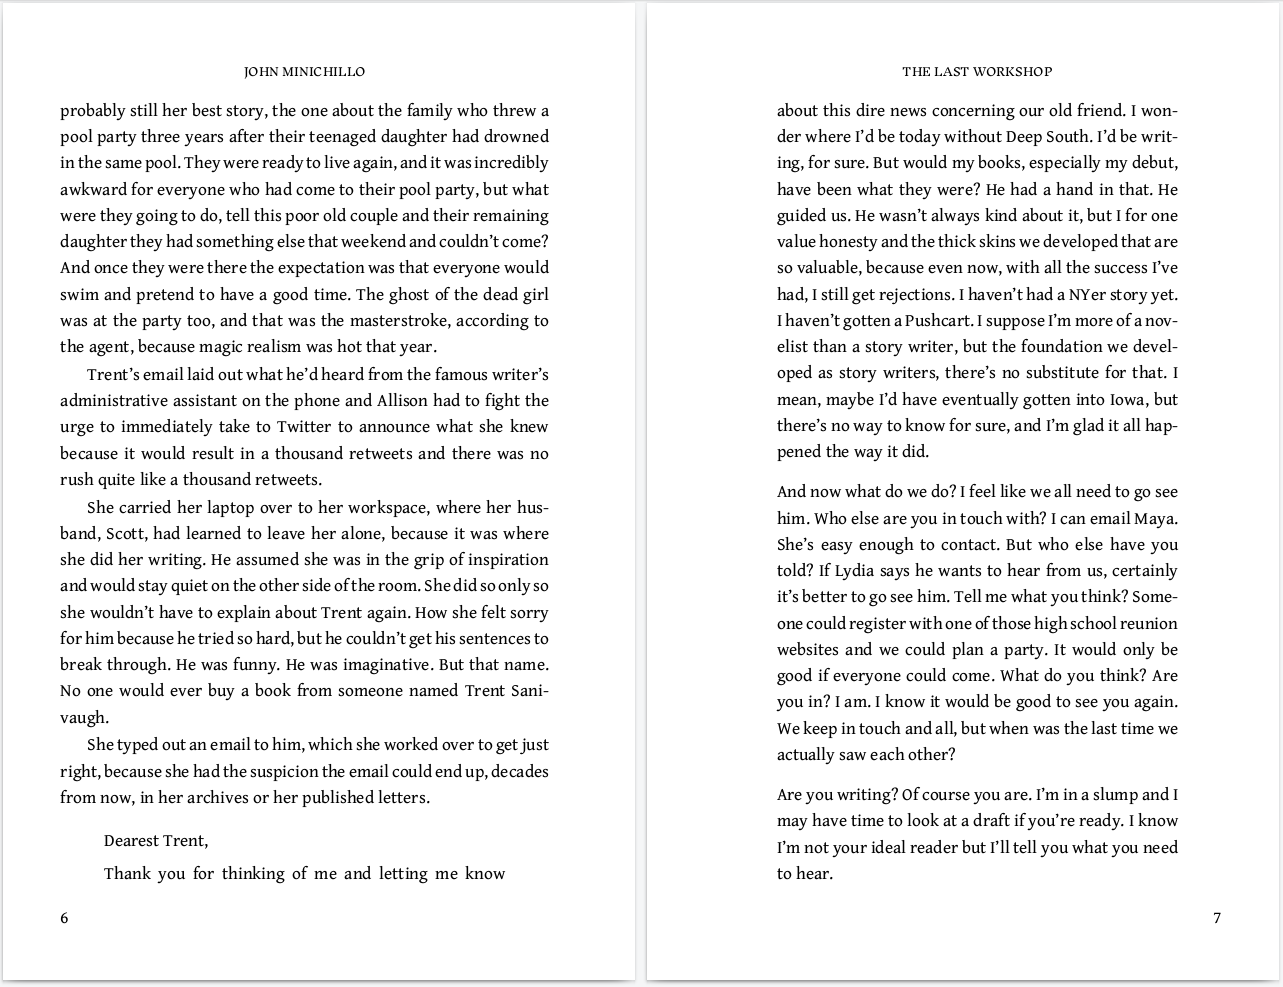 JOHN MINICHILLO
probably still her best story, the one about the family who threw a
pool party three years after their teenaged daughter had drowned
in the same pool. They were ready to live again, and it was incredibly
awkward for everyone who had come to their pool party, but what
were they going to do, tell this poor old couple and their remaining
daughter they had something else that weekend and couldn’t come?
And once they were there the expectation was that everyone would
swim and pretend to have a good time. The ghost of the dead girl
was at the party too, and that was the masterstroke, according to
the agent, because magic realism was hot that year.
Trent’s email laid out what he’d heard from the famous writer’s
administrative assistant on the phone and Allison had to fight the
urge to immediately take to Twitter to announce what she knew
because it would result in a thousand retweets and there was no
rush quite like a thousand retweets.
She carried her laptop over to her workspace, where her hus-
band, Scott, had learned to leave her alone, because it was where
she did her writing. He assumed she was in the grip of inspiration
and would stay quiet on the other side of the room. She did so only so
she wouldn’t have to explain about Trent again. How she felt sorry
for him because he tried so hard, but he couldn’t get his sentences to
break through. He was funny. He was imaginative. But that name.
No one would ever buy a book from someone named Trent Sani-
vaugh.
She typed out an email to him, which she worked over to get just
right, because she had the suspicion the email could end up, decades
from now, in her archives or her published letters.
Dearest Trent,
Thank you for thinking of me and letting me know
6
THE LAST WORKSHOP
about this dire news concerning our old friend. I won-
der where I’d be today without Deep South. I’d be writ-
ing, for sure. But would my books, especially my debut,
have been what they were? He had a hand in that. He
guided us. He wasn’t always kind about it, but I for one
value honesty and the thick skins we developed that are
so valuable, because even now, with all the success I’ve
had, I still get rejections. I haven’t had a NYer story yet.
I haven’t gotten a Pushcart. I suppose I’m more of a nov-
elist than a story writer, but the foundation we devel-
oped as story writers, there’s no substitute for that. I
mean, maybe I’d have eventually gotten into Iowa, but
there’s no way to know for sure, and I’m glad it all hap-
pened the way it did.
And now what do we do? I feel like we all need to go see
him. Who else are you in touch with? I can email Maya.
She’s easy enough to contact. But who else have you
told? If Lydia says he wants to hear from us, certainly
it’s better to go see him. Tell me what you think? Some-
one could register with one of those high school reunion
websites and we could plan a party. It would only be
good if everyone could come. What do you think? Are
you in? I am. I know it would be good to see you again.
We keep in touch and all, but when was the last time we
actually saw each other?
Are you writing? Of course you are. I’m in a slump and I
may have time to look at a draft if you’re ready. I know
I’m not your ideal reader but I’ll tell you what you need
to hear.
7